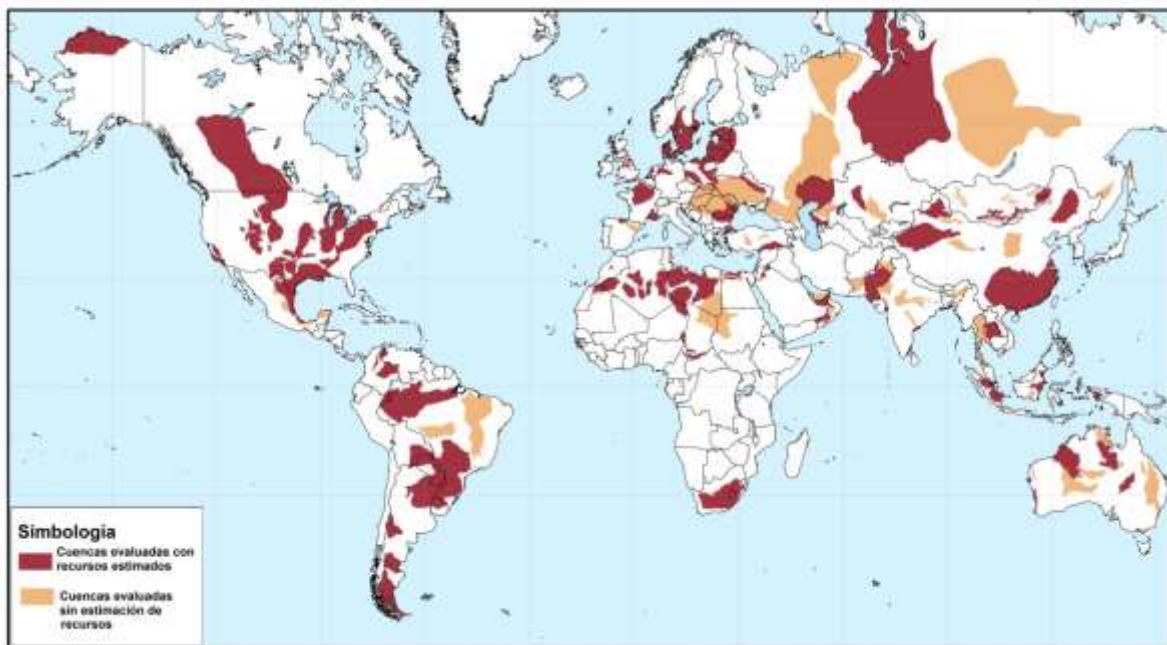 Simbología
Cuencas evaluadas con
recursos estimados
Cuencas evaluadas
sin estimación de
recursos